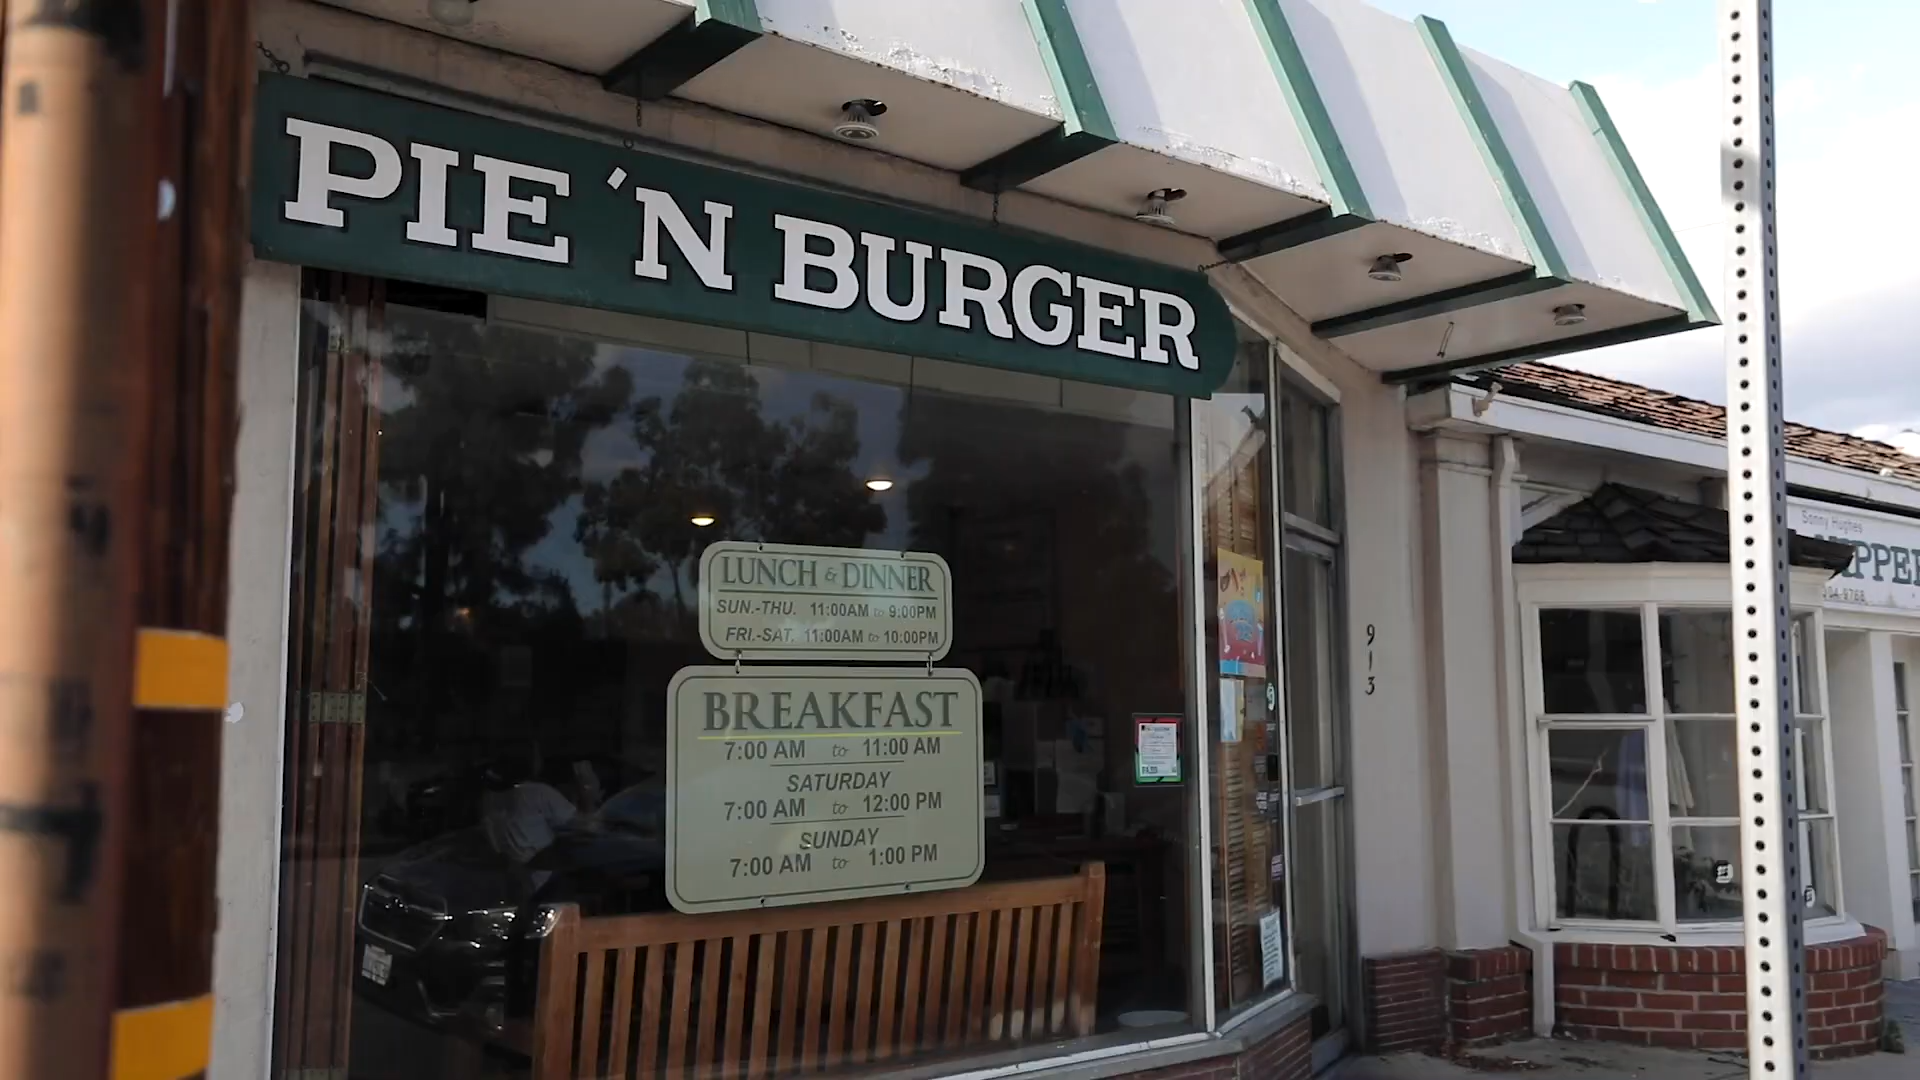 PIE 'N BURGER
LUNCH & DINNER
SUN.-THU. 11:00AM to 9:00PM
FRI.-SAT. 11:00AM to 10:00PM
BREAKFAST
7:00 AM to 11:00 AM
SATURDAY
7:00 AM to 12:00 PM
SUNDAY
7:00 AM to 1:00 PM
PASS
913
Sonny Hughes